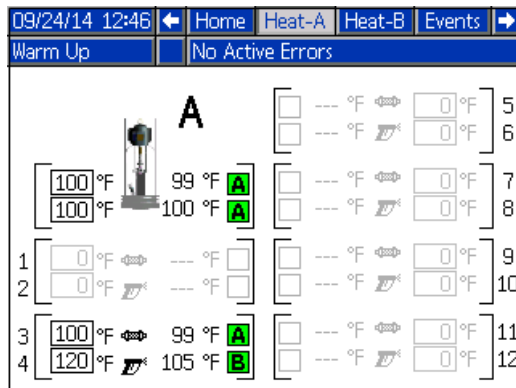 09/24/14 12:46 Home Heat-A Heat-B Events
Warm Up No Active Errors
A
100 °F 99 °F A
100 °F 100 °F A
1 0 °F --- °F
2 0 °F --- °F
3 100 °F 99 °F A
4 120 °F 105 °F B
--- °F 0 °F 5
--- °F 0 °F 6
--- °F 0 °F 7
--- °F 0 °F 8
--- °F 0 °F 9
--- °F 0 °F 10
--- °F 0 °F 11
--- °F 0 °F 12